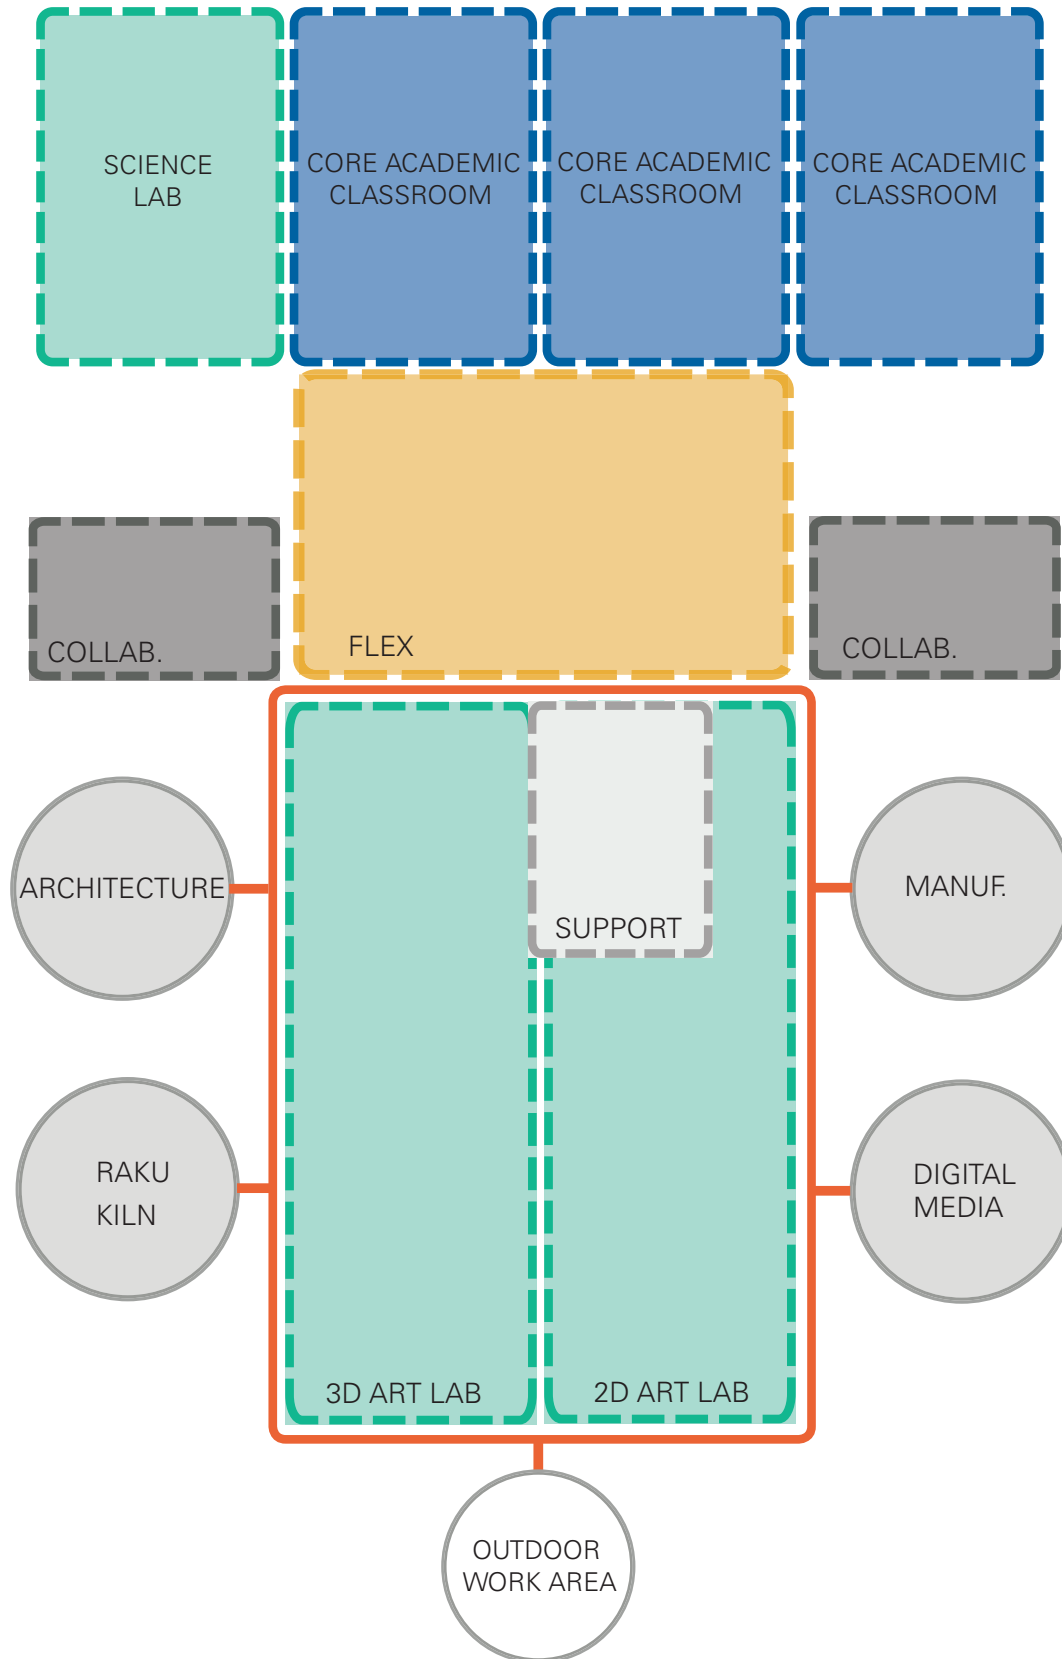 SCIENCE
LAB
CORE ACADEMIC
CLASSROOM
CORE ACADEMIC
CLASSROOM
CORE ACADEMIC
CLASSROOM
COLLAB.
FLEX
COLLAB.
ARCHITECTURE
SUPPORT
MANUF.
RAKU
KILN
DIGITAL
MEDIA
3D ART LAB
2D ART LAB
OUTDOOR
WORK AREA